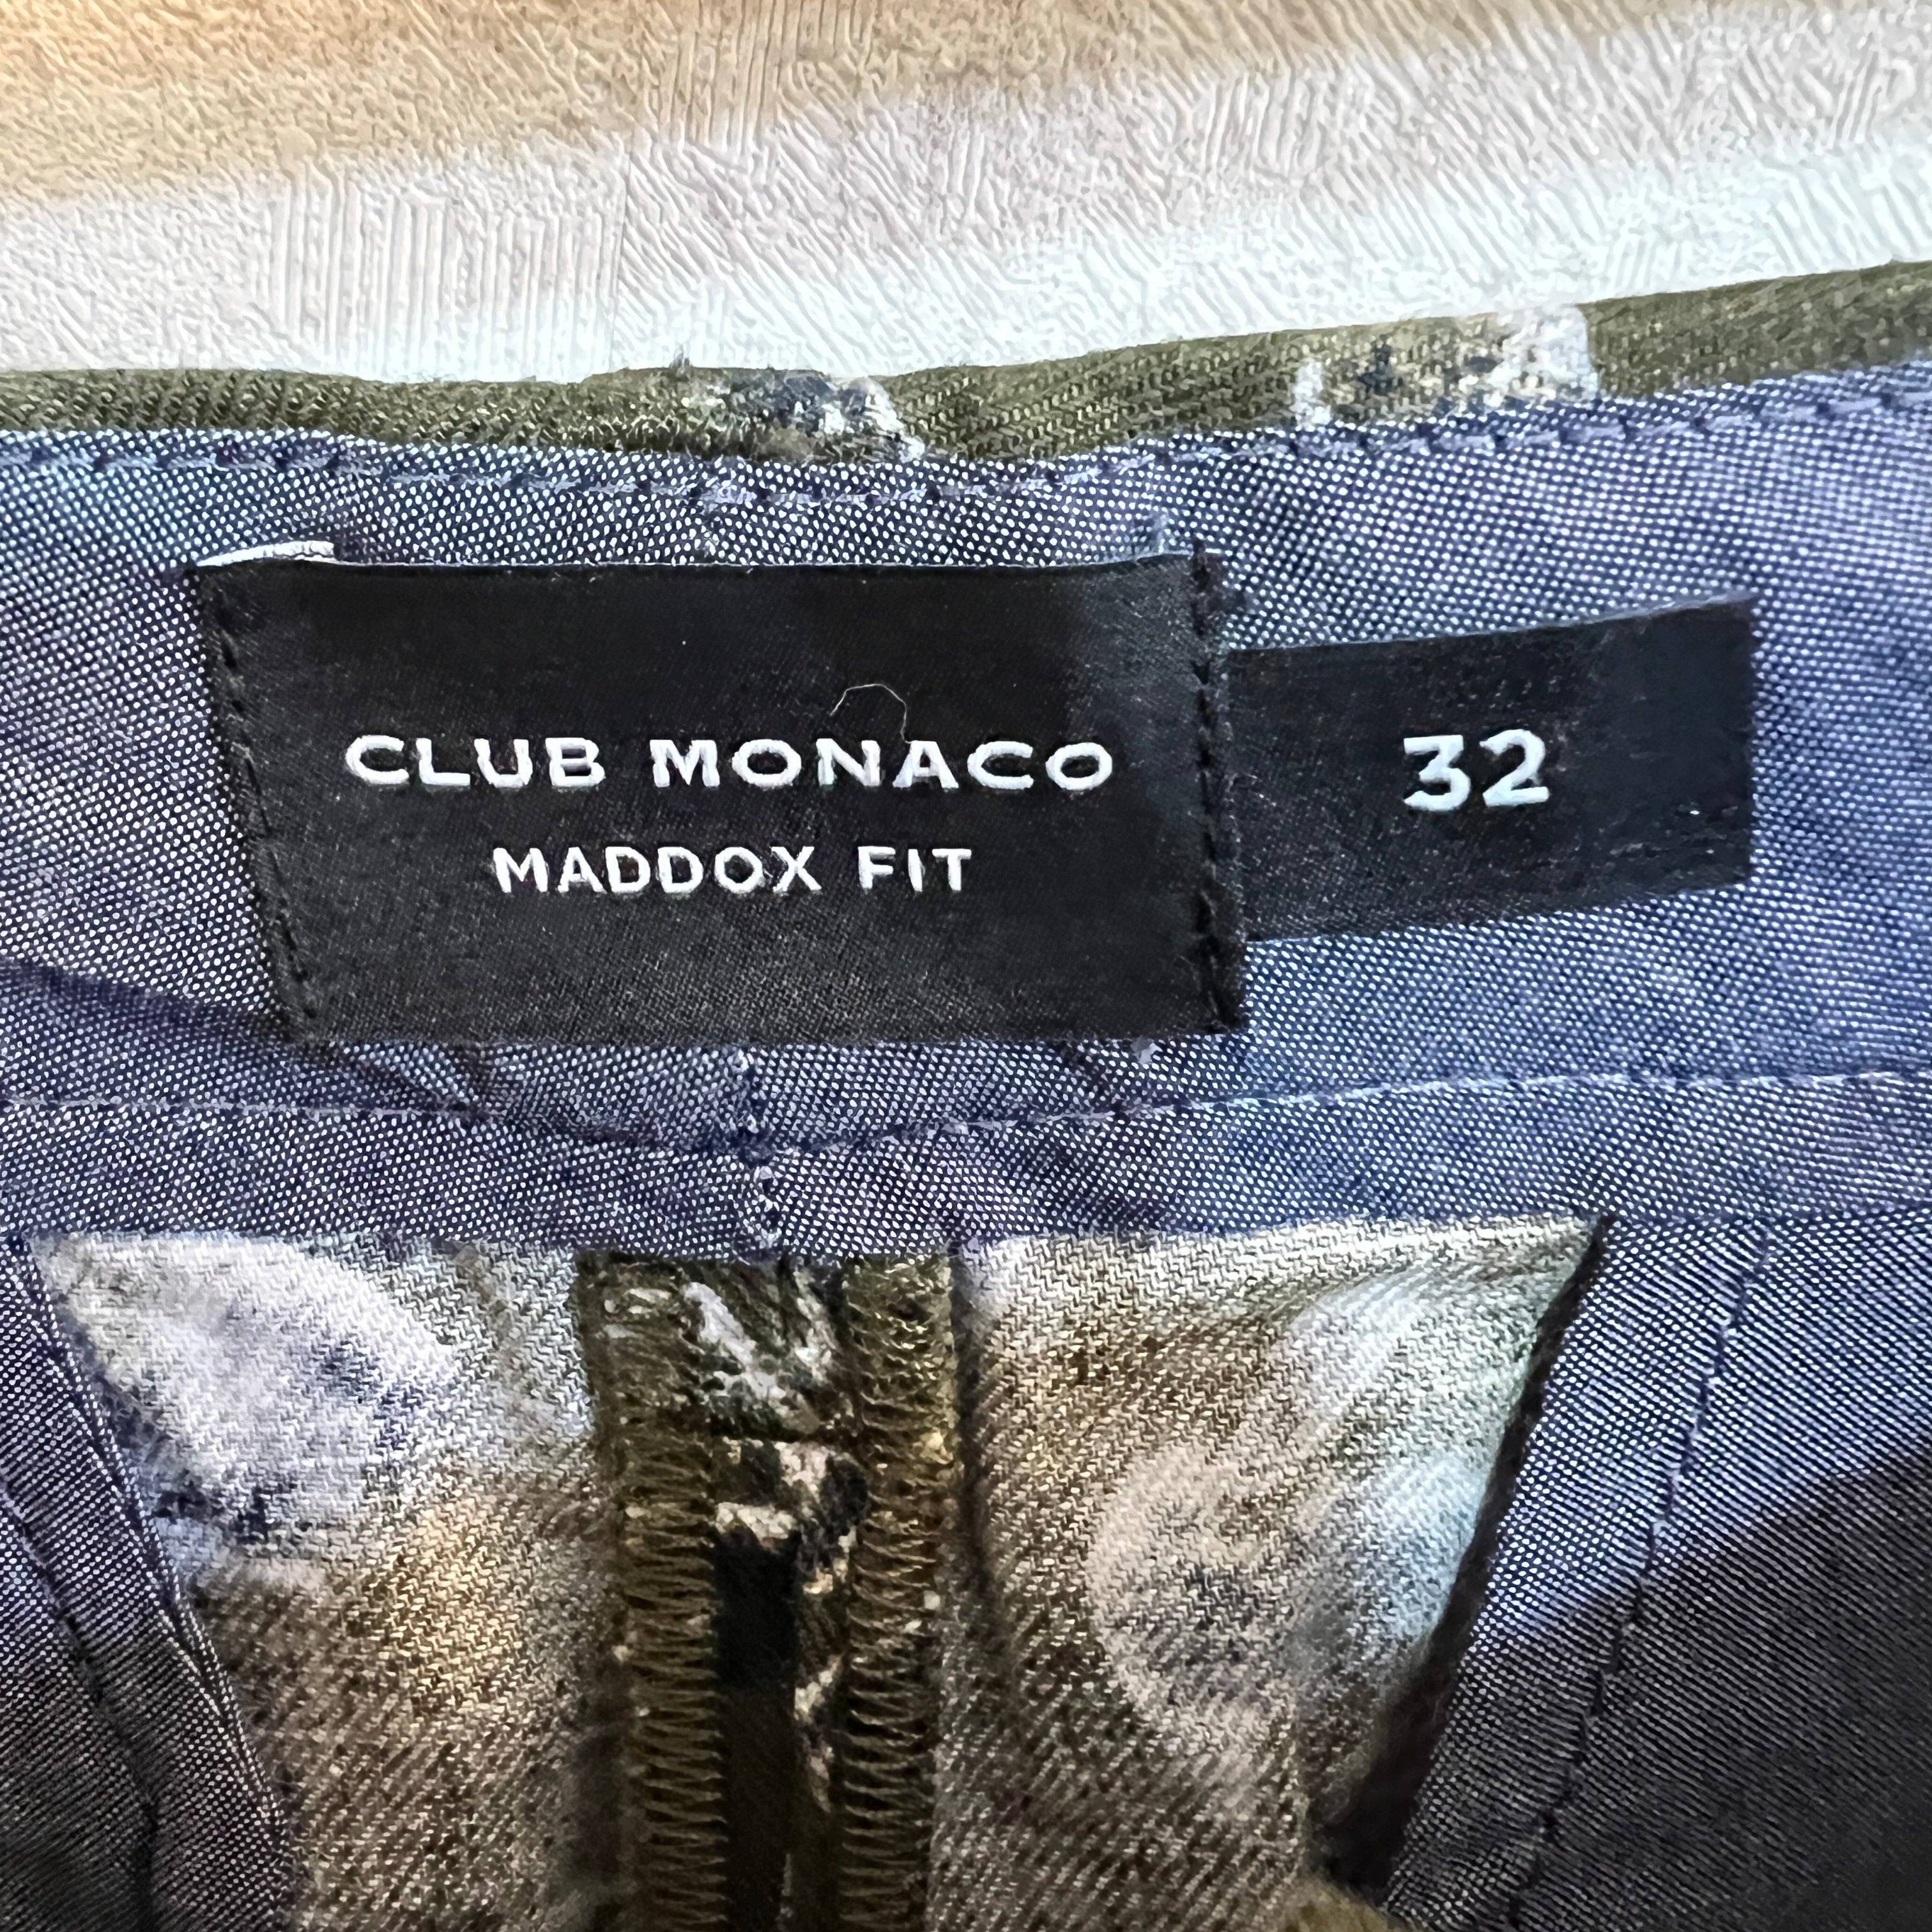 CLUB MONACO
MADDOX FIT
32